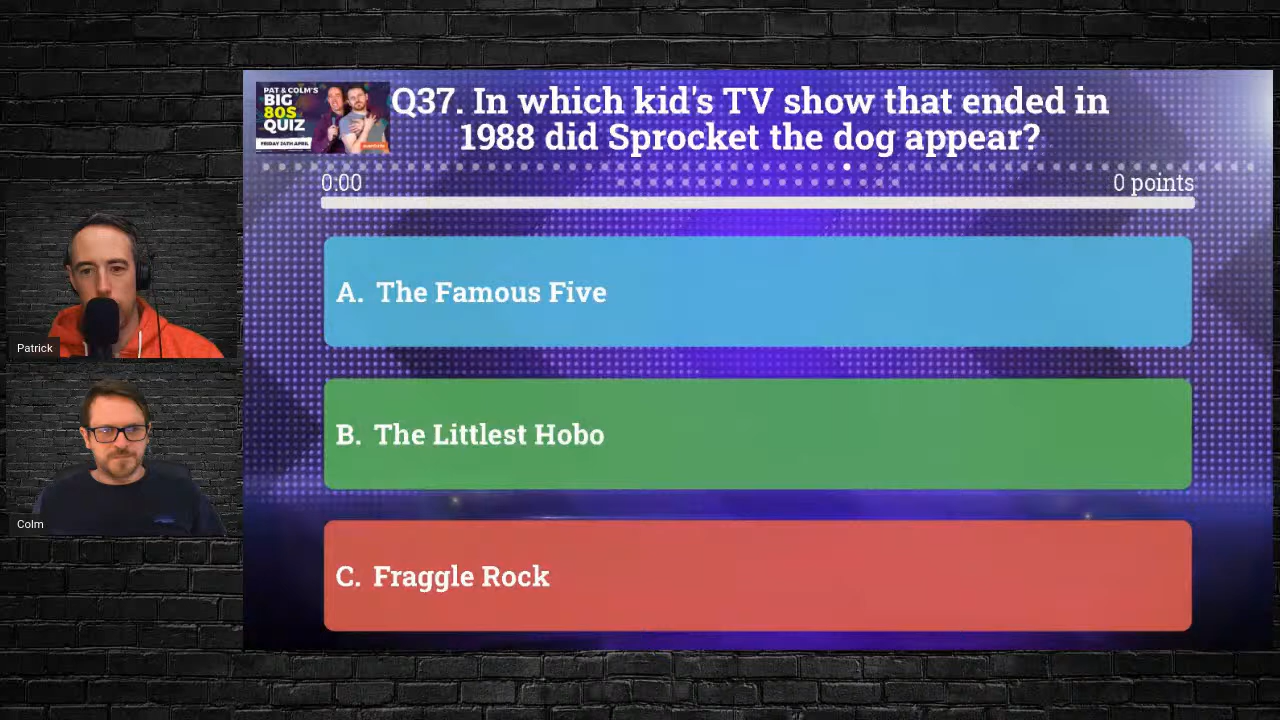 PAT & COLM'S
BIG
80S
QUIZ
FRIDAY 24TH APRIL
Q37. In which kid's TV show that ended in
1988 did Sprocket the dog appear?
0:00
0 points
A. The Famous Five
B. The Littlest Hobo
C. Fraggle Rock
Patrick
Colm